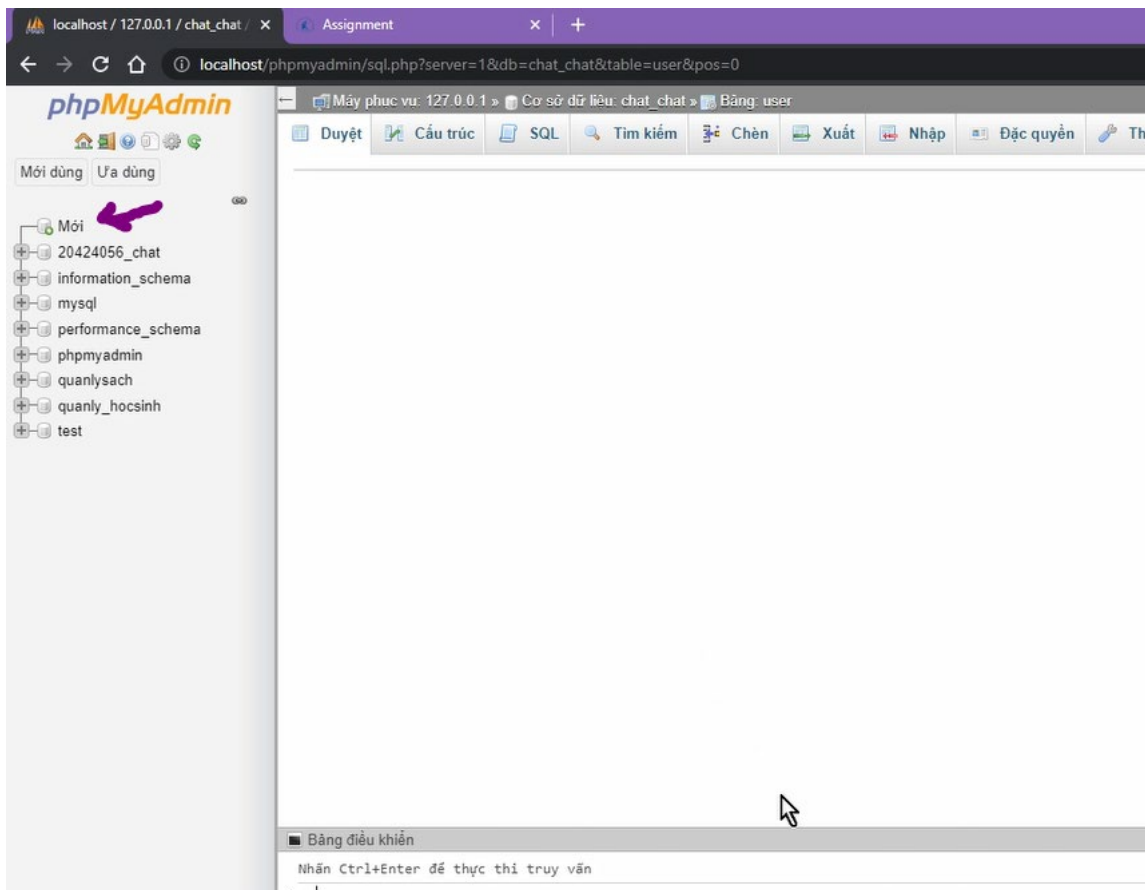 localhost / 127.0.0.1 / chat_chat /
Assignment
localhost/phpmyadmin/sql.php?server=1&db=chat_chat&table=user&pos=0
phpMyAdmin
Mới dùng Ưa dùng
Mới
20424056_chat
information_schema
mysql
performance_schema
phpmyadmin
quanlysach
quanly_hocsinh
test
Máy phục vụ: 127.0.0.1 » Cơ sở dữ liệu: chat_chat » Bảng: user
Duyệt Cấu trúc SQL Tìm kiếm Chèn Xuất Nhập Đặc quyền Th
Bảng điều khiển
Nhấn Ctrl+Enter để thực thi truy vấn